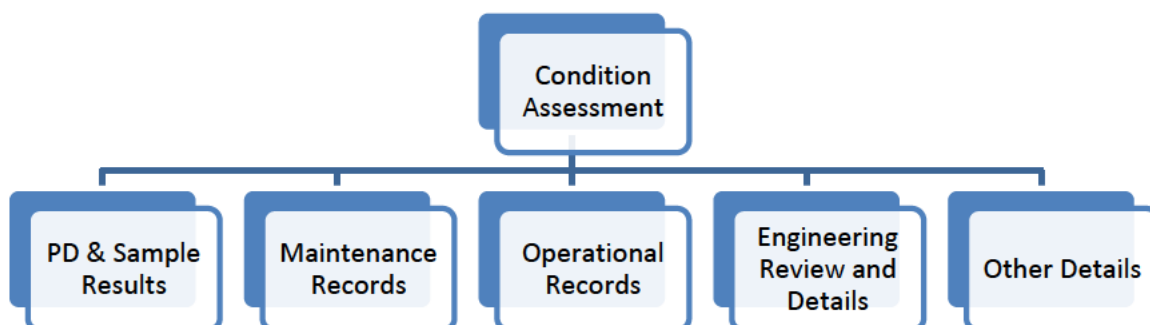 Condition
Assessment
PD & Sample
Results
Maintenance
Records
Operational
Records
Engineering
Review and
Details
Other Details